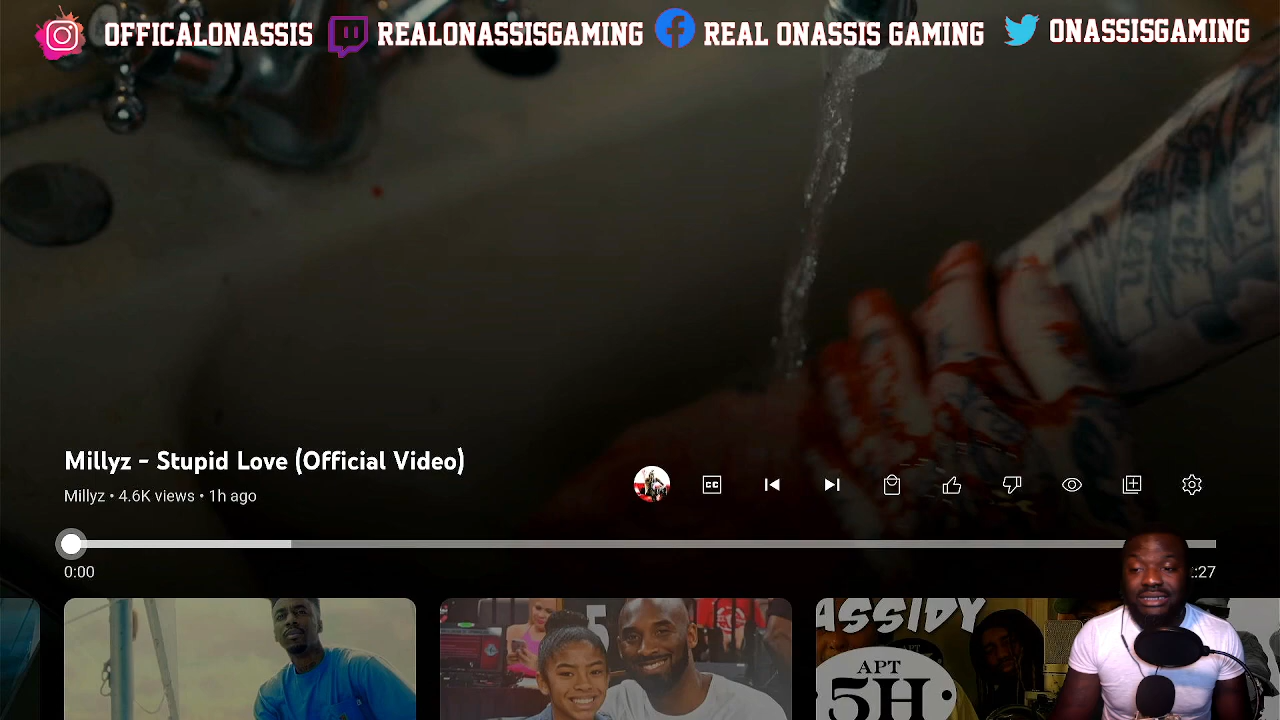 OFFICALONASSIS REALONASSISGAMING REAL ONASSIS GAMING ONASSISGAMING
Millyz - Stupid Love (Official Video)
Millyz • 4.6K views • 1h ago
CC
0:00
:27
ASSIDY
APT
5H